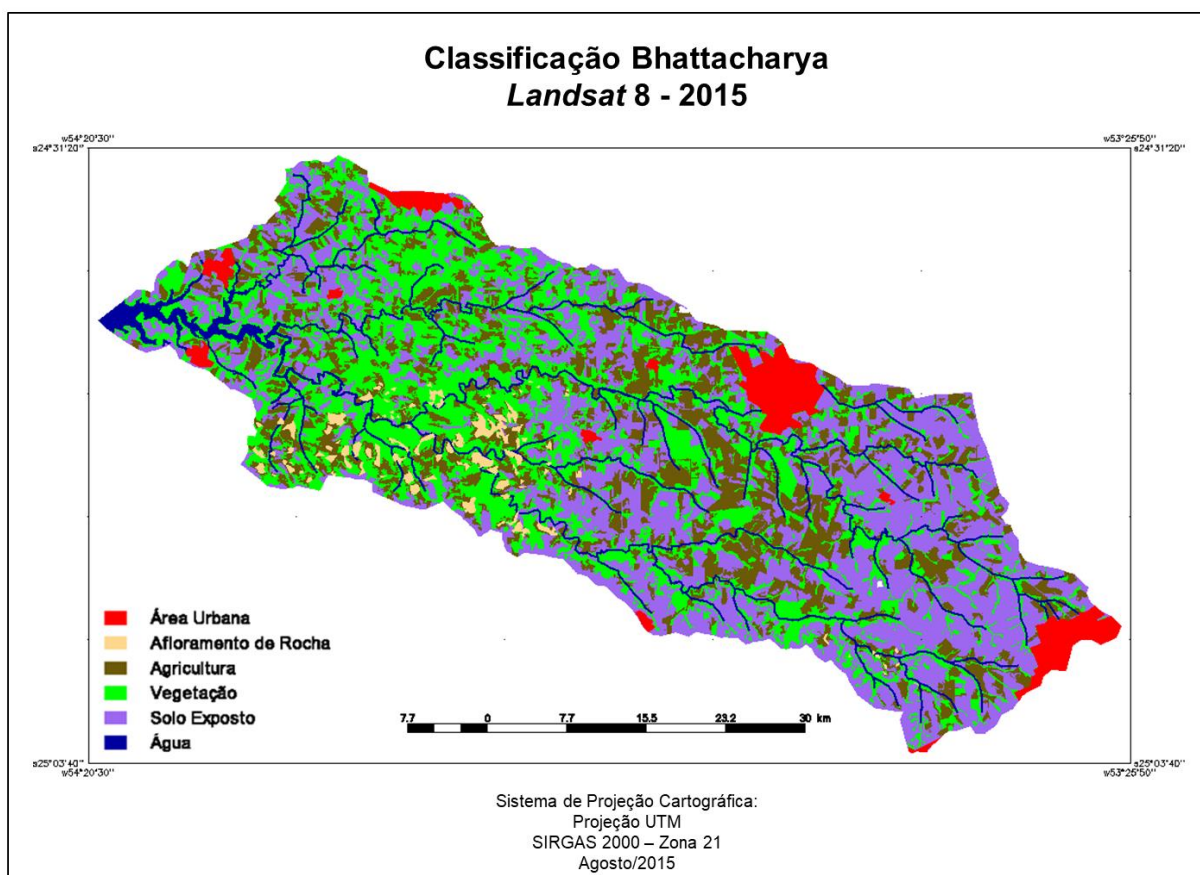 Classificação Bhattacharya
Landsat 8 - 2015
w54°20'30'' w53°25'50''
s24°31'20'' s24°31'20''
Área Urbana
Afloramento de Rocha
Agricultura
Vegetação
Solo Exposto
Água
7.7 0 7.7 15.5 23.2 30 km
s25°03'40'' s25°03'40''
w54°20'30'' w53°25'50''
Sistema de Projeção Cartográfica:
Projeção UTM
SIRGAS 2000 – Zona 21
Agosto/2015